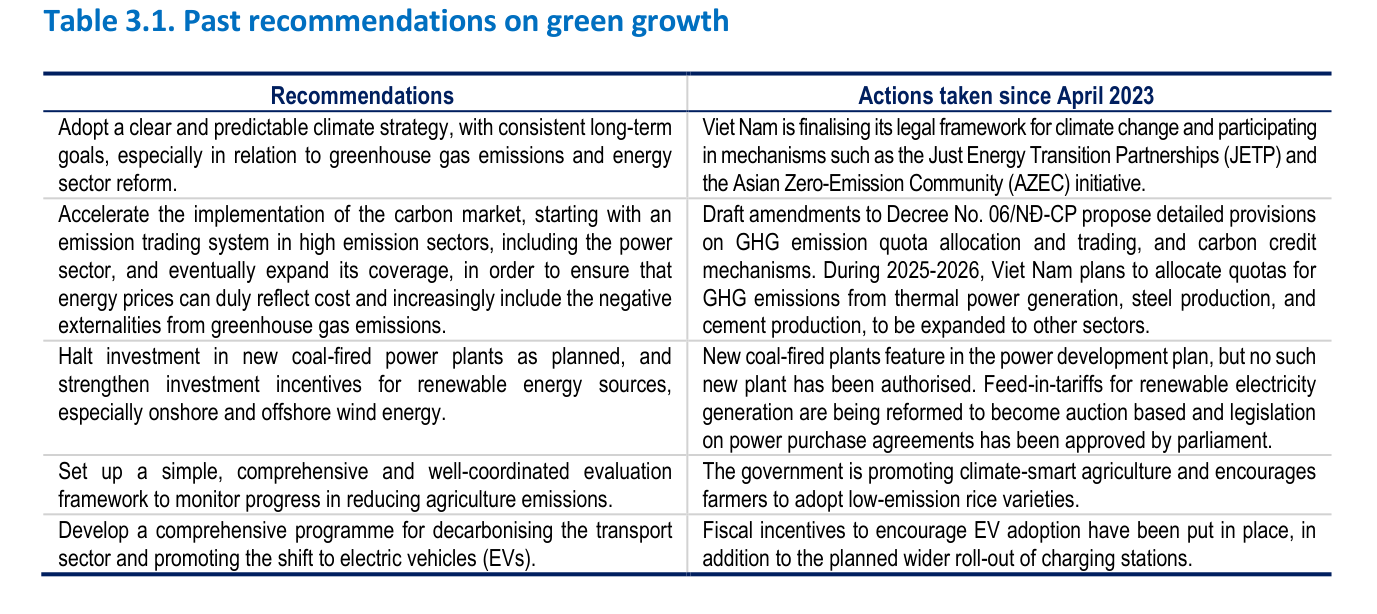 Table 3.1. Past recommendations on green growth
Recommendations
Actions taken since April 2023
Adopt a clear and predictable climate strategy, with consistent long-term
goals, especially in relation to greenhouse gas emissions and energy
sector reform.
Viet Nam is finalising its legal framework for climate change and participating
in mechanisms such as the Just Energy Transition Partnerships (JETP) and
the Asian Zero-Emission Community (AZEC) initiative.
Accelerate the implementation of the carbon market, starting with an
emission trading system in high emission sectors, including the power
sector, and eventually expand its coverage, in order to ensure that
energy prices can duly reflect cost and increasingly include the negative
externalities from greenhouse gas emissions.
Draft amendments to Decree No. 06/NĐ-CP propose detailed provisions
on GHG emission quota allocation and trading, and carbon credit
mechanisms. During 2025-2026, Viet Nam plans to allocate quotas for
GHG emissions from thermal power generation, steel production, and
cement production, to be expanded to other sectors.
Halt investment in new coal-fired power plants as planned, and
strengthen investment incentives for renewable energy sources,
especially onshore and offshore wind energy.
New coal-fired plants feature in the power development plan, but no such
new plant has been authorised. Feed-in-tariffs for renewable electricity
generation are being reformed to become auction based and legislation
on power purchase agreements has been approved by parliament.
Set up a simple, comprehensive and well-coordinated evaluation
framework to monitor progress in reducing agriculture emissions.
The government is promoting climate-smart agriculture and encourages
farmers to adopt low-emission rice varieties.
Develop a comprehensive programme for decarbonising the transport
sector and promoting the shift to electric vehicles (EVs).
Fiscal incentives to encourage EV adoption have been put in place, in
addition to the planned wider roll-out of charging stations.